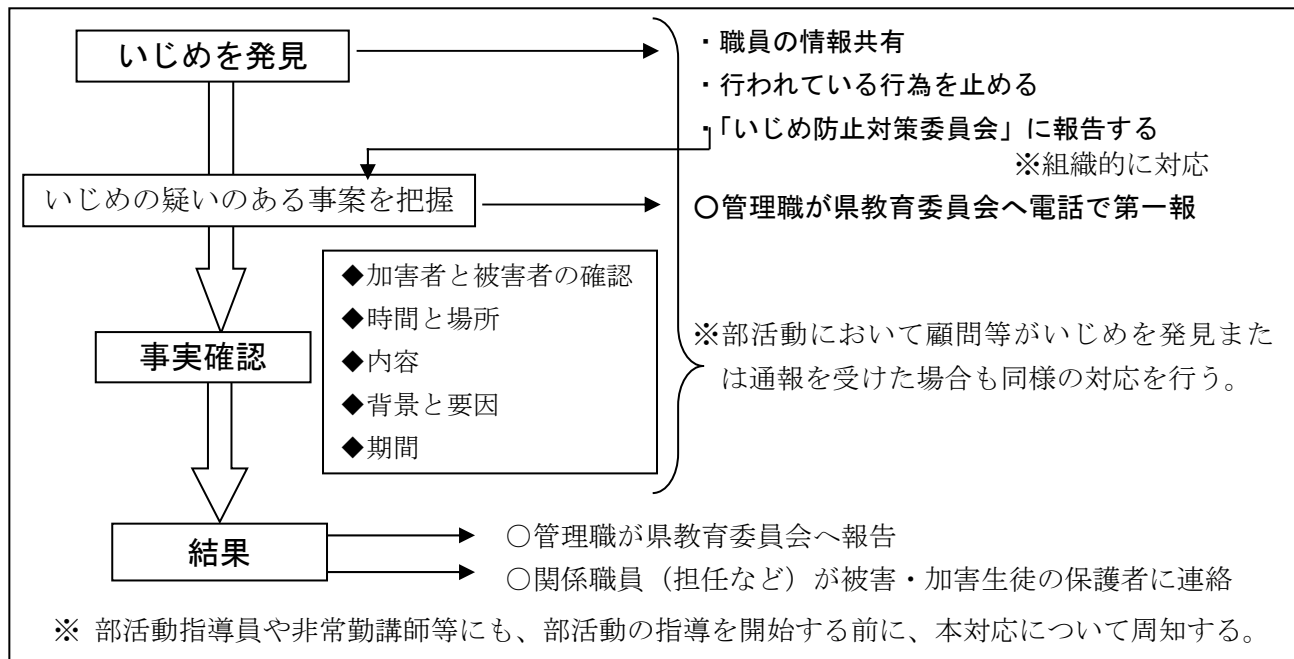 いじめを発見
・職員の情報共有
・行われている行為を止める
・「いじめ防止対策委員会」に報告する
※組織的に対応
いじめの疑いのある事案を把握
〇管理職が県教育委員会へ電話で第一報
◆加害者と被害者の確認
◆時間と場所
◆内容
◆背景と要因
◆期間
事実確認
※部活動において顧問等がいじめを発見また
は通報を受けた場合も同様の対応を行う。
結果
〇管理職が県教育委員会へ報告
〇関係職員（担任など）が被害・加害生徒の保護者に連絡
※ 部活動指導員や非常勤講師等にも、部活動の指導を開始する前に、本対応について周知する。